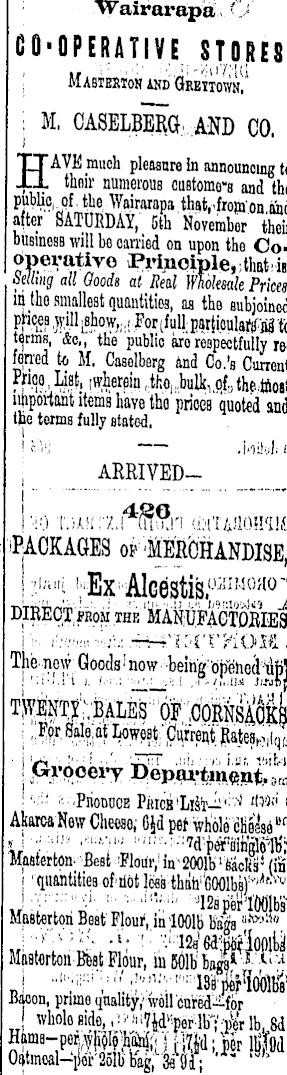 Wairarapa
CO-OPERATIVE STORES
MASTERTON AND GREYTOWN.
M. CASELBERG AND CO.
HAVE much pleasure in announcing t
their numerous customers and the
public of the Wairarapa that, from on and
after SATURDAY, 5th November thei
business will be carried on upon the Co-
operative Principle, that is
Selling all Goods at Real Wholesale Prices
in the smallest quantities, as the subjoined
prices will show. For full particulars as to
terms, &c., the public are respectfully re
ferred to M. Caselberg and Co.'s Current
Price List, wherein the bulk of the most
important items have the prices quoted and
the terms fully stated.
ARRIVED—
426
PACKAGES OF MERCHANDISE,
Ex Alcestis.
DIRECT FROM THE MANUFACTORIES
The new Goods now being opened up
TWENTY BALES OF CORNSACKS
For Sale at Lowest Current Rates.
Grocery Department.
PRODUCE PRICE LIST—
Akaroa New Cheese, 6½d per whole cheese
7d per single lb;
Masterton Best Flour, in 200lb sacks (in
quantities of not less than 600lbs)
12s per 100lbs
Masterton Best Flour, in 100lb bags
12s 6d per 100lbs
Masterton Best Flour, in 50lb bags
13s per 100lbs
Bacon, prime quality, well cured—for
whole side, 7½d per lb; per lb, 8d
Hams—per whole ham, 7½d; per lb, 9d
Oatmeal—per 25lb bag, 3s 9d;